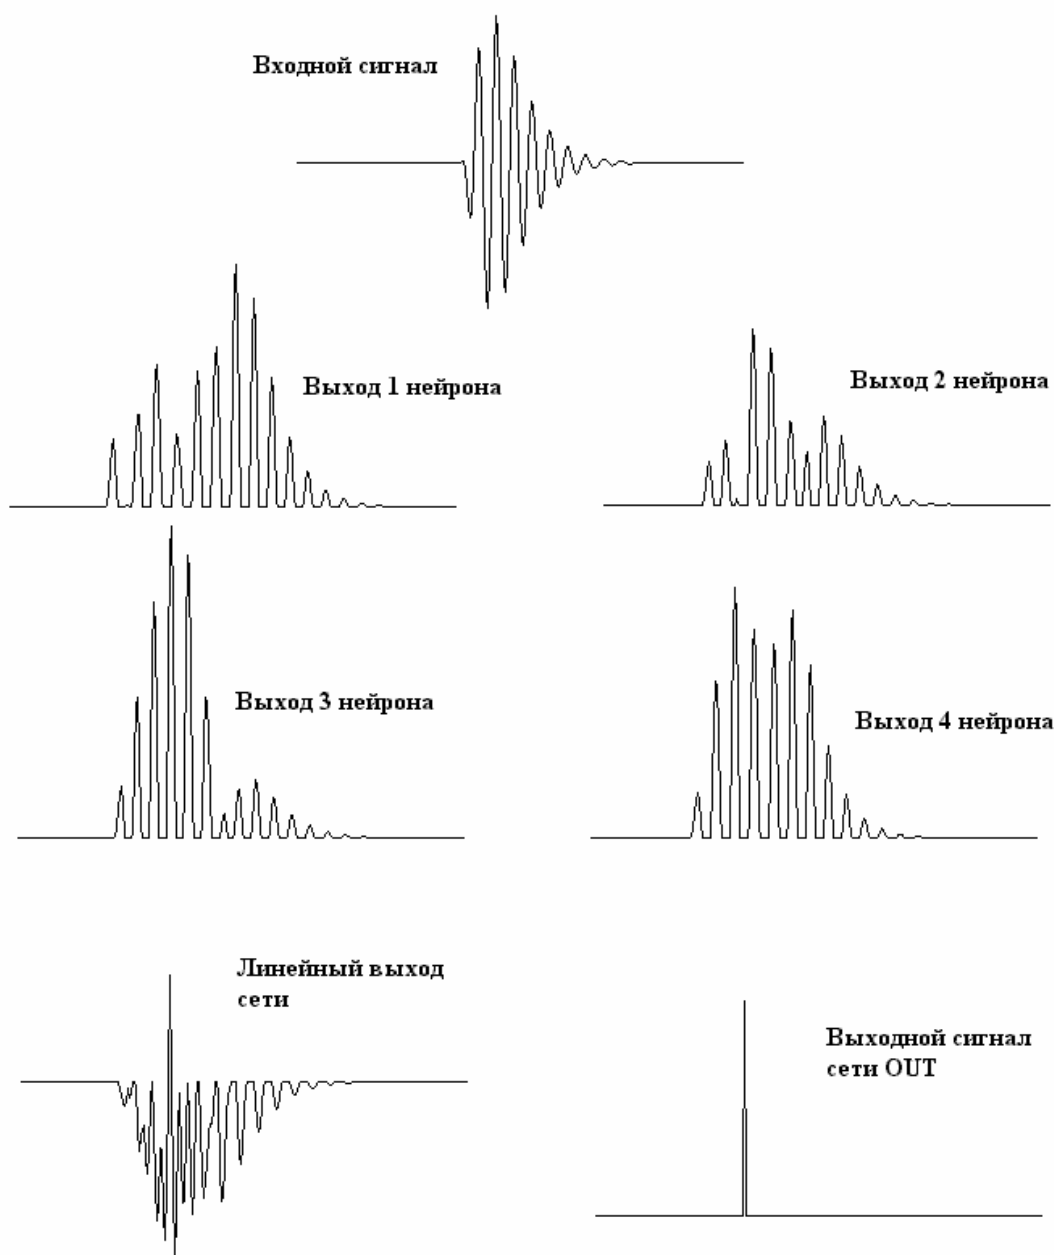 Входной сигнал
Выход 1 нейрона
Выход 2 нейрона
Выход 3 нейрона
Выход 4 нейрона
Линейный выход
сети
Выходной сигнал
сети OUT